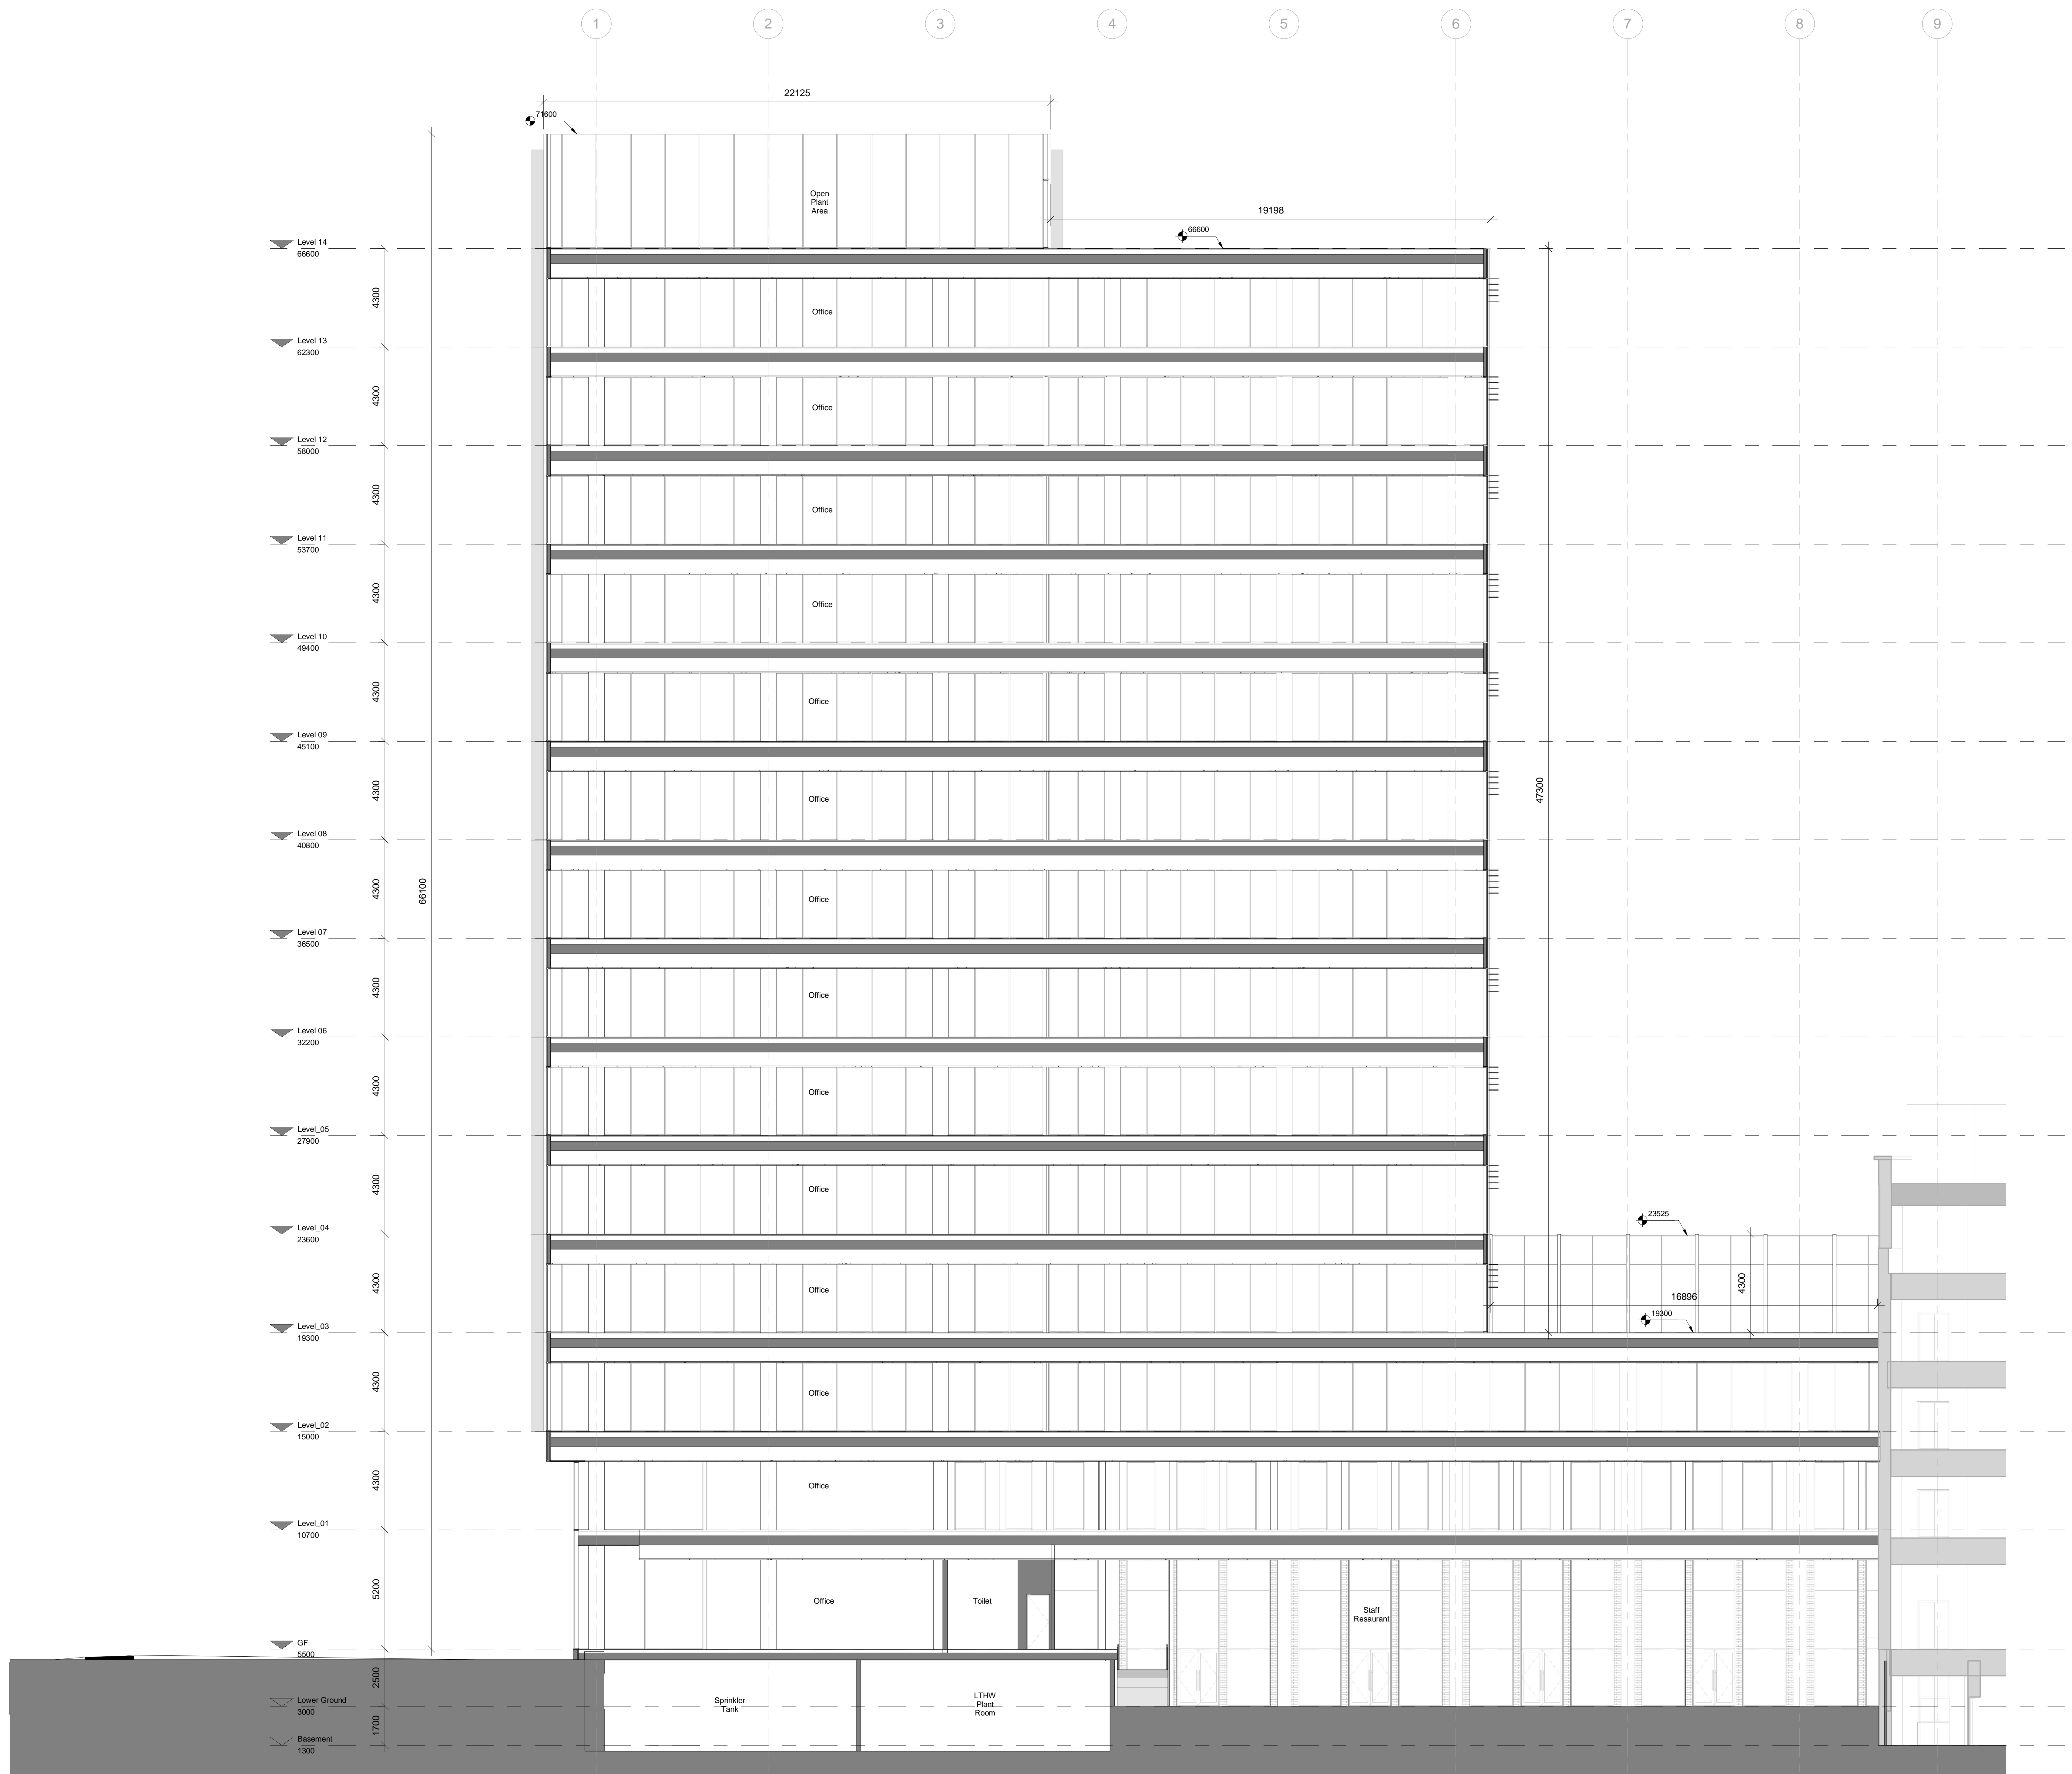 1 2 3 4 5 6 7 8 9
22125
71600
Open
Plant
Area
19198
66600
Level 14
66600
4300
Office
Level 13
62300
4300
Office
Level 12
58000
4300
Office
Level 11
53700
4300
Office
Level 10
49400
4300
Office
Level 09
45100
4300
Office
47300
Level 08
40800
4300
Office
66100
Level 07
36500
4300
Office
Level 06
32200
4300
Office
Level_05
27900
4300
Office
23525
Level_04
23600
4300
Office
4300
16896
19300
Level_03
19300
4300
Office
Level_02
15000
4300
Office
Level_01
10700
5200
Office
Toilet
Staff
Resaurant
GF
5500
2500
Sprinkler
Tank
LTHW
Plant
Room
Lower Ground
3000
1700
Basement
1300